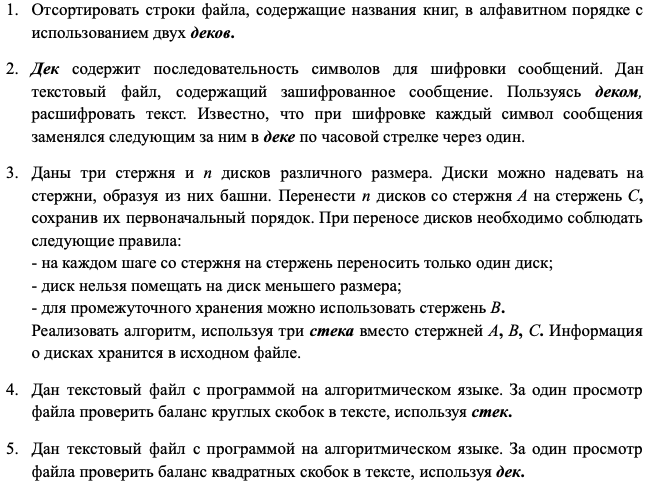 1. Отсортировать строки файла, содержащие названия книг, в алфавитном порядке с
использованием двух деков.
2. Дек содержит последовательность символов для шифровки сообщений. Дан
текстовый файл, содержащий зашифрованное сообщение. Пользуясь деком,
расшифровать текст. Известно, что при шифровке каждый символ сообщения
заменялся следующим за ним в деке по часовой стрелке через один.
3. Даны три стержня и n дисков различного размера. Диски можно надевать на
стержни, образуя из них башни. Перенести n дисков со стержня A на стержень C,
сохранив их первоначальный порядок. При переносе дисков необходимо соблюдать
следующие правила:
- на каждом шаге со стержня на стержень переносить только один диск;
- диск нельзя помещать на диск меньшего размера;
- для промежуточного хранения можно использовать стержень B.
Реализовать алгоритм, используя три стека вместо стержней A, B, C. Информация
о дисках хранится в исходном файле.
4. Дан текстовый файл с программой на алгоритмическом языке. За один просмотр
файла проверить баланс круглых скобок в тексте, используя стек.
5. Дан текстовый файл с программой на алгоритмическом языке. За один просмотр
файла проверить баланс квадратных скобок в тексте, используя дек.